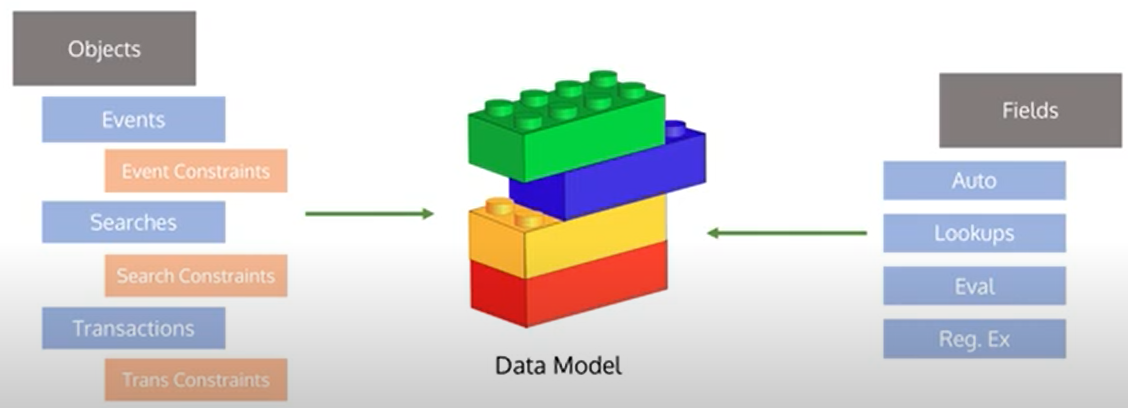 Objects
Events
Event Constraints
Searches
Search Constraints
Transactions
Trans Constraints
Data Model
Fields
Auto
Lookups
Eval
Reg. Ex